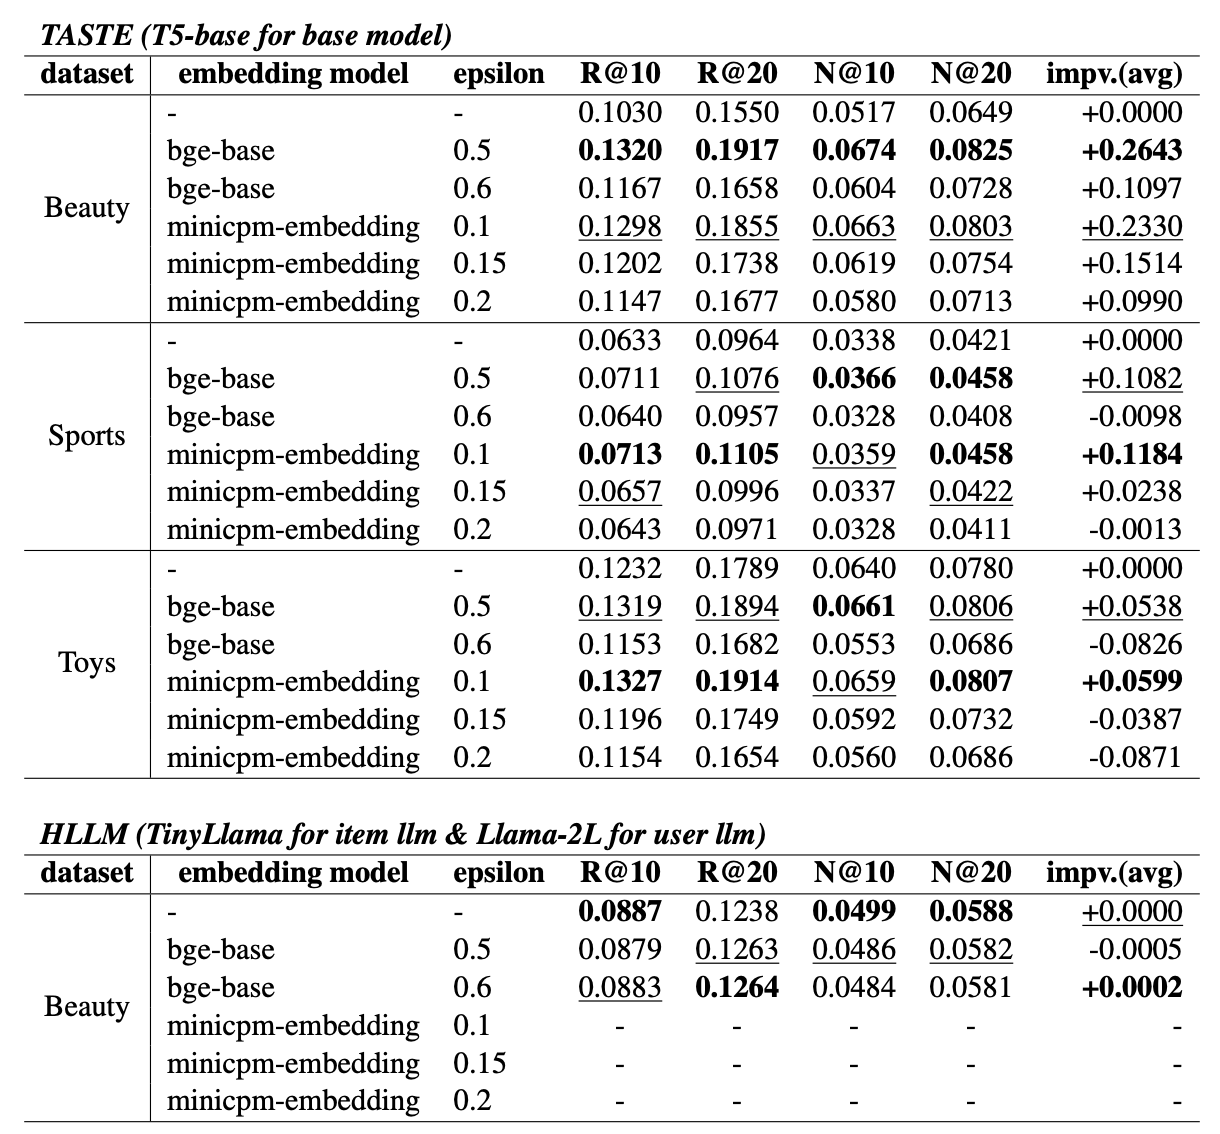 TASTE (T5-base for base model)
dataset embedding model epsilon R@10 R@20 N@10 N@20 impv.(avg)
- - 0.1030 0.1550 0.0517 0.0649 +0.0000
bge-base 0.5 0.1320 0.1917 0.0674 0.0825 +0.2643
bge-base 0.6 0.1167 0.1658 0.0604 0.0728 +0.1097
Beauty
minicpm-embedding 0.1 0.1298 0.1855 0.0663 0.0803 +0.2330
minicpm-embedding 0.15 0.1202 0.1738 0.0619 0.0754 +0.1514
minicpm-embedding 0.2 0.1147 0.1677 0.0580 0.0713 +0.0990
- - 0.0633 0.0964 0.0338 0.0421 +0.0000
bge-base 0.5 0.0711 0.1076 0.0366 0.0458 +0.1082
bge-base 0.6 0.0640 0.0957 0.0328 0.0408 -0.0098
Sports
minicpm-embedding 0.1 0.0713 0.1105 0.0359 0.0458 +0.1184
minicpm-embedding 0.15 0.0657 0.0996 0.0337 0.0422 +0.0238
minicpm-embedding 0.2 0.0643 0.0971 0.0328 0.0411 -0.0013
- - 0.1232 0.1789 0.0640 0.0780 +0.0000
bge-base 0.5 0.1319 0.1894 0.0661 0.0806 +0.0538
bge-base 0.6 0.1153 0.1682 0.0553 0.0686 -0.0826
Toys
minicpm-embedding 0.1 0.1327 0.1914 0.0659 0.0807 +0.0599
minicpm-embedding 0.15 0.1196 0.1749 0.0592 0.0732 -0.0387
minicpm-embedding 0.2 0.1154 0.1654 0.0560 0.0686 -0.0871
HLLM (TinyLlama for item llm & Llama-2L for user llm)
dataset embedding model epsilon R@10 R@20 N@10 N@20 impv.(avg)
- - 0.0887 0.1238 0.0499 0.0588 +0.0000
bge-base 0.5 0.0879 0.1263 0.0486 0.0582 -0.0005
bge-base 0.6 0.0883 0.1264 0.0484 0.0581 +0.0002
Beauty
minicpm-embedding 0.1 - - - - -
minicpm-embedding 0.15 - - - - -
minicpm-embedding 0.2 - - - - -